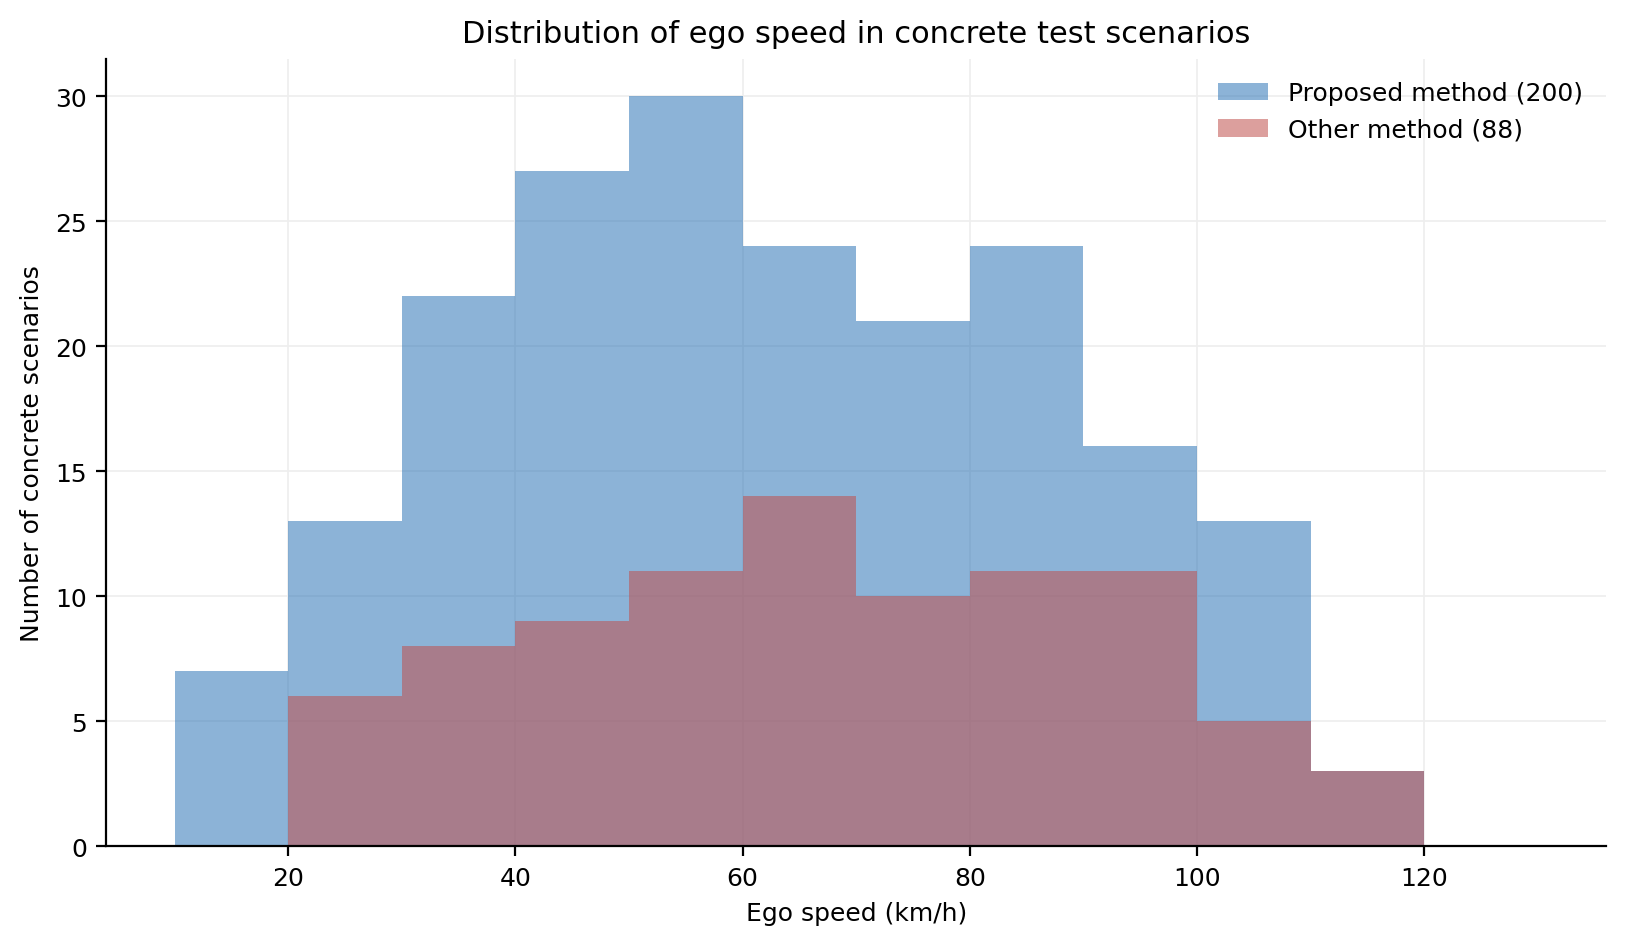 Distribution of ego speed in concrete test scenarios
Proposed method (200)
Other method (88)
Number of concrete scenarios
30
25
20
15
10
5
0
20 40 60 80 100 120
Ego speed (km/h)